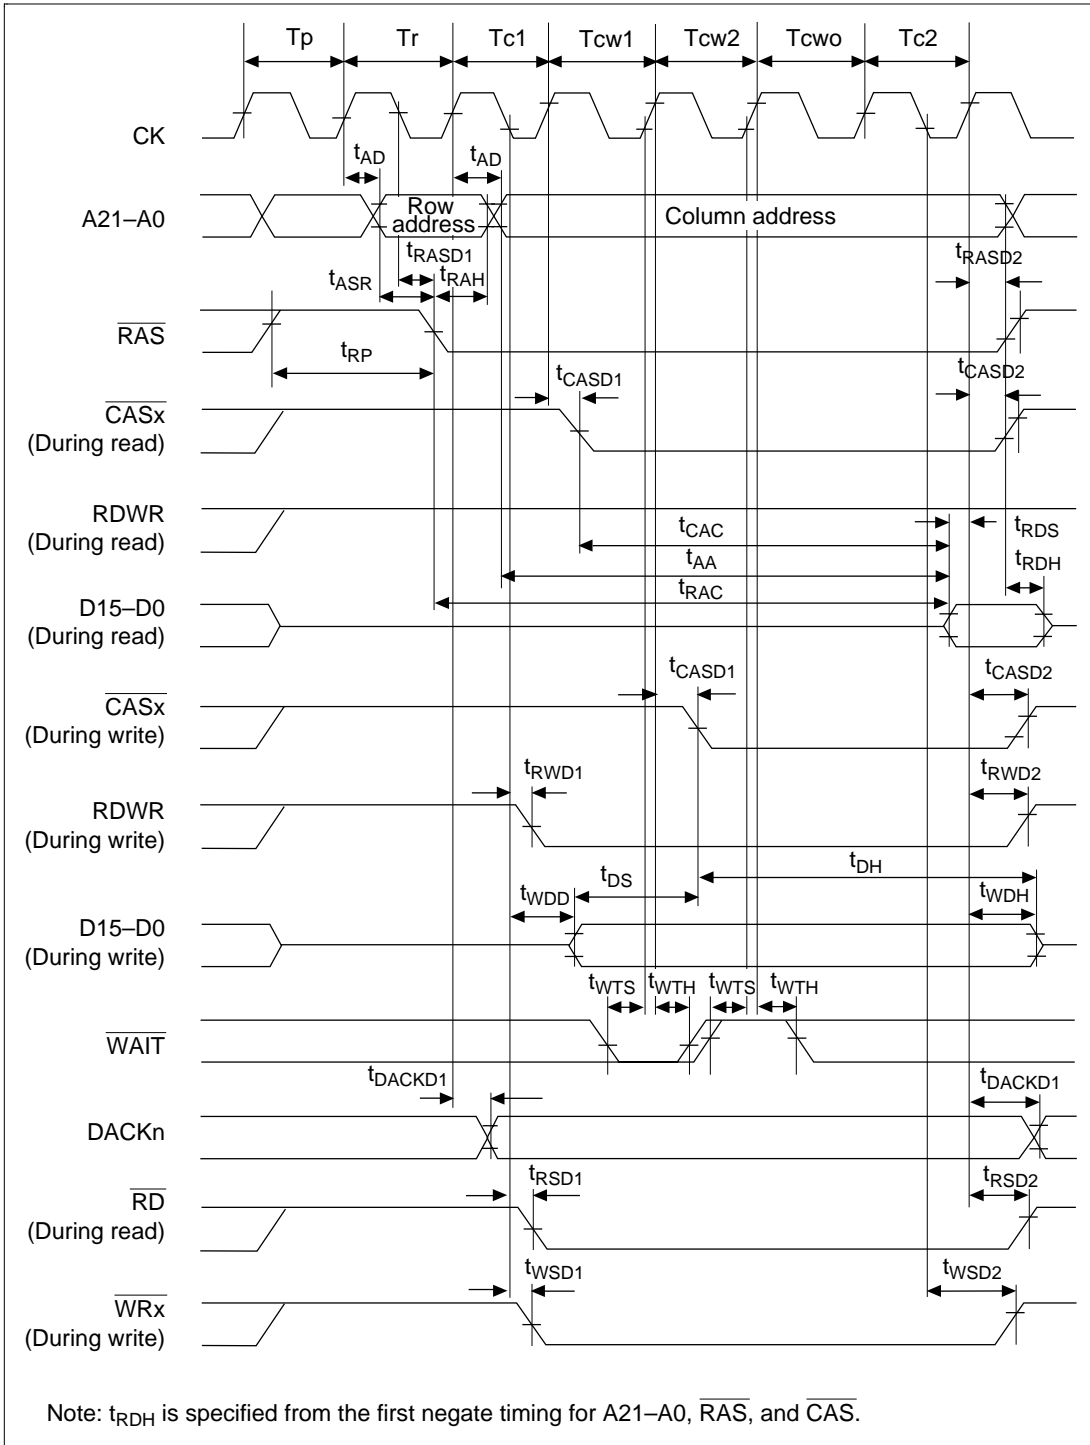 Tp Tr Tc1 Tcw1 Tcw2 Tcwo Tc2
CK
tAD tAD
A21–A0 Row address Column address
tRASD1 tRASD2
tASR tRAH
RAS
tRP
tCASD1 tCASD2
CASx
(During read)
RDWR
(During read)
tCAC tRDS
tAA tRDH
tRAC
D15–D0
(During read)
tCASD1 tCASD2
CASx
(During write)
tRWD1 tRWD2
RDWR
(During write)
tDS tDH
tWDD tWDH
D15–D0
(During write)
tWTS tWTH tWTS tWTH
WAIT
tDACKD1 tDACKD1
DACKn
tRSD1 tRSD2
RD
(During read)
tWSD1 tWSD2
WRx
(During write)
Note: tRDH is specified from the first negate timing for A21–A0, RAS, and CAS.